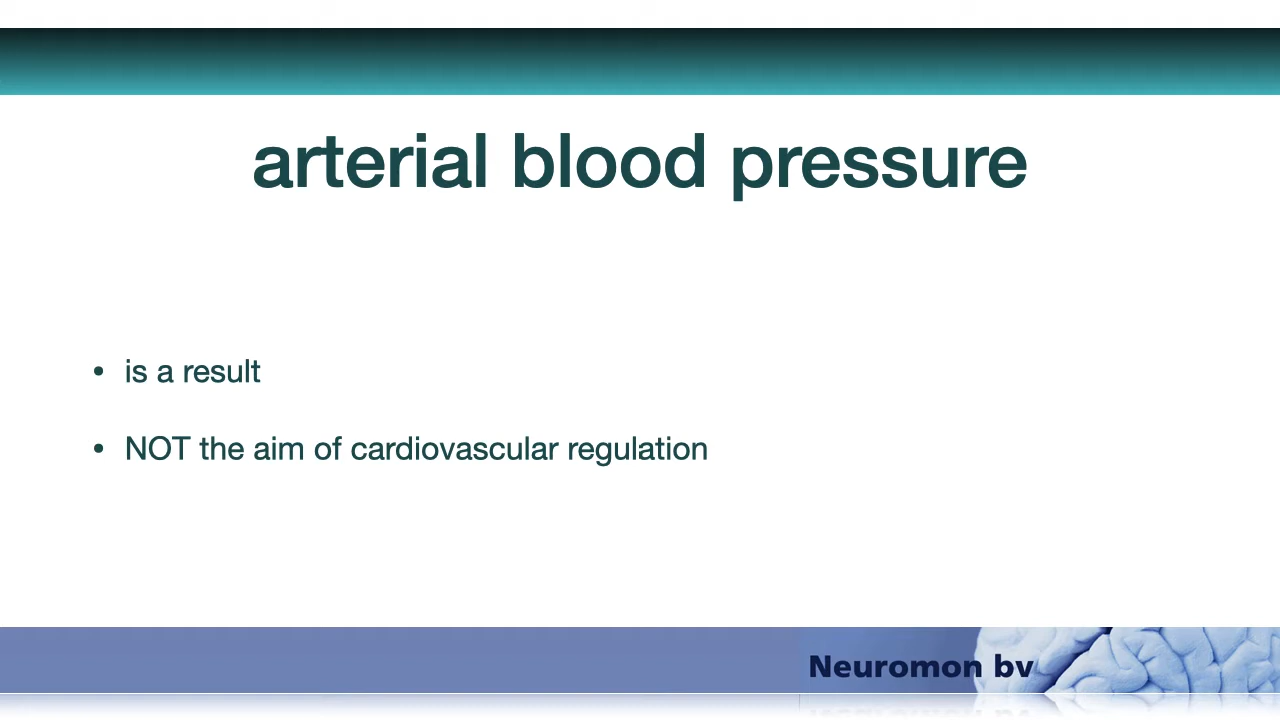 arterial blood pressure
• is a result
• NOT the aim of cardiovascular regulation
Neuromon bv